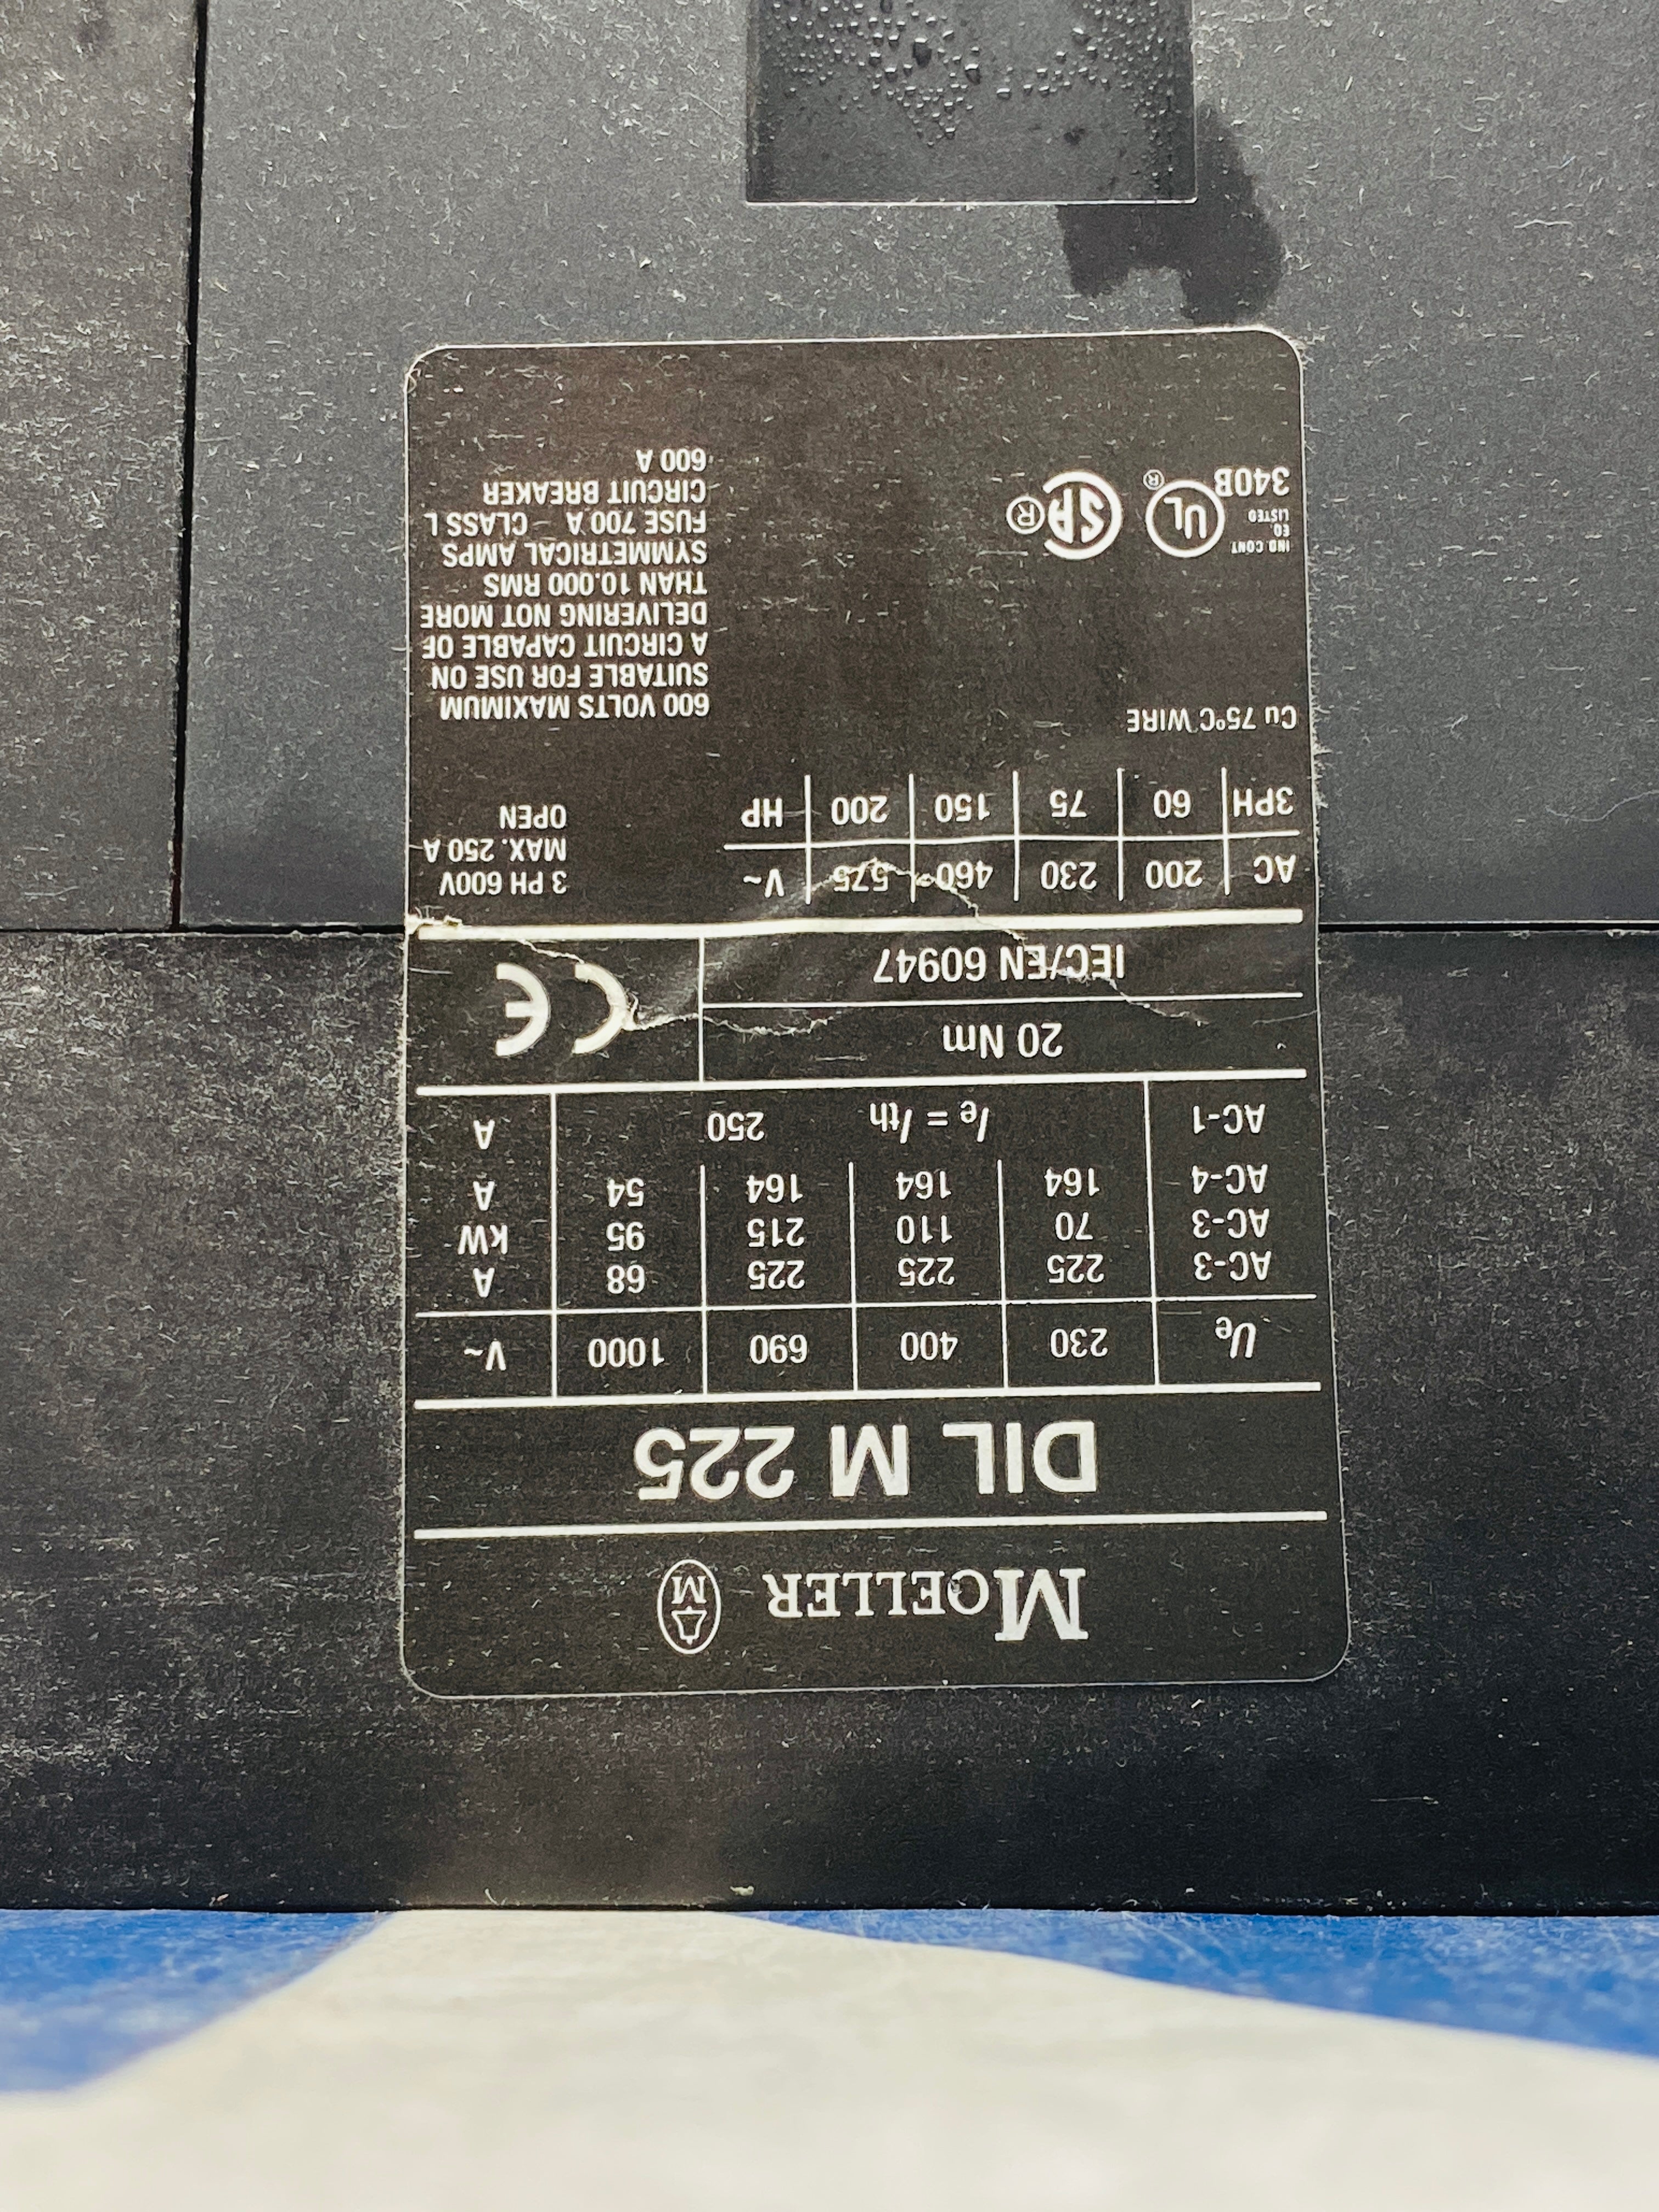 MOELLER M
DIL M 225
Ue 230 400 690 1000 V~
AC-3 225 225 225 68 A
AC-3 70 110 215 95 kW
AC-4 164 164 164 54 A
AC-1 Ie = Ith 250 A
20 Nm
IEC/EN 60947
CE
AC 200 230 460 575 V~
3PH 60 75 150 200 HP
3 PH 600V
MAX. 250 A
OPEN
Cu 75°C WIRE
600 VOLTS MAXIMUM
SUITABLE FOR USE ON
A CIRCUIT CAPABLE OF
DELIVERING NOT MORE
THAN 10.000 RMS
SYMMETRICAL AMPS
FUSE 700 A – CLASS L
CIRCUIT BREAKER
600 A
IND.CONT
EQ
LISTED
340B
UL ®
SA ®